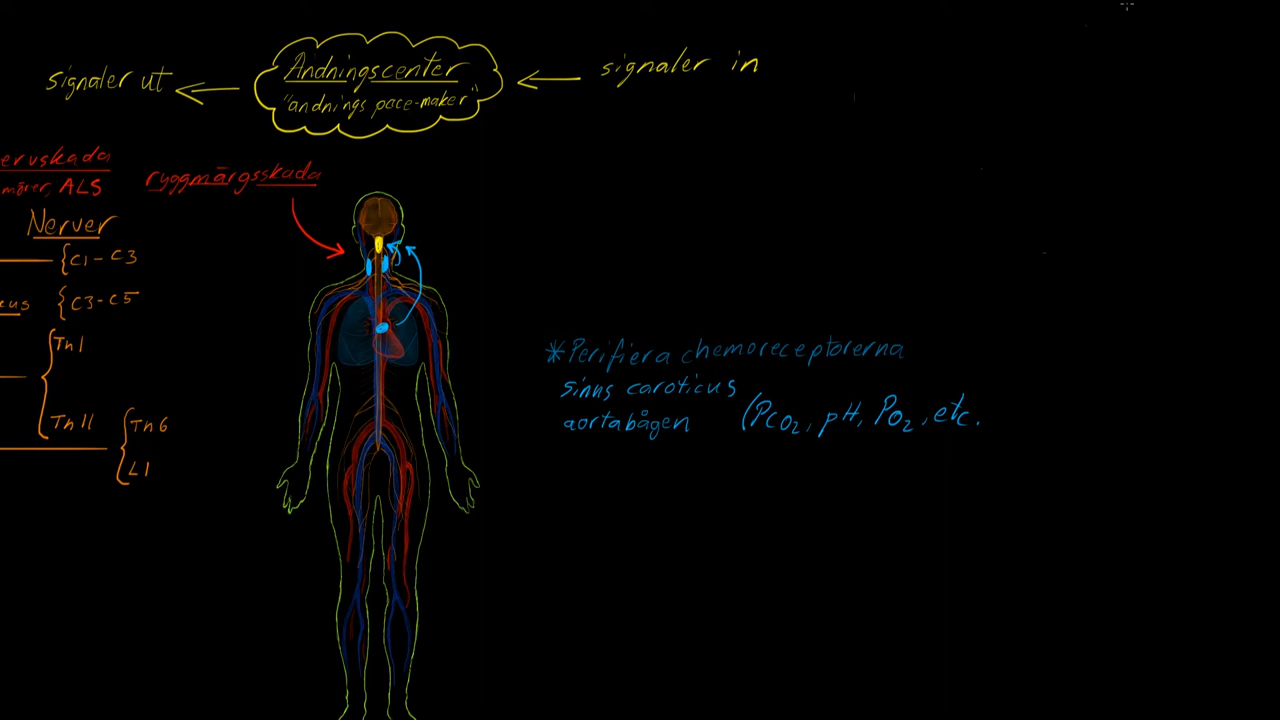 signaler ut
Andningscenter
"andnings pace-maker"
signaler in
ALS
ryggmärgsskada
Nerver
{C1-C3
{C3-C5
Th1
Th11
Th6
L1
*Perifiera chemoreceptorerna
sinus caroticus
aortabågen (PCO2, pH, PO2, etc.